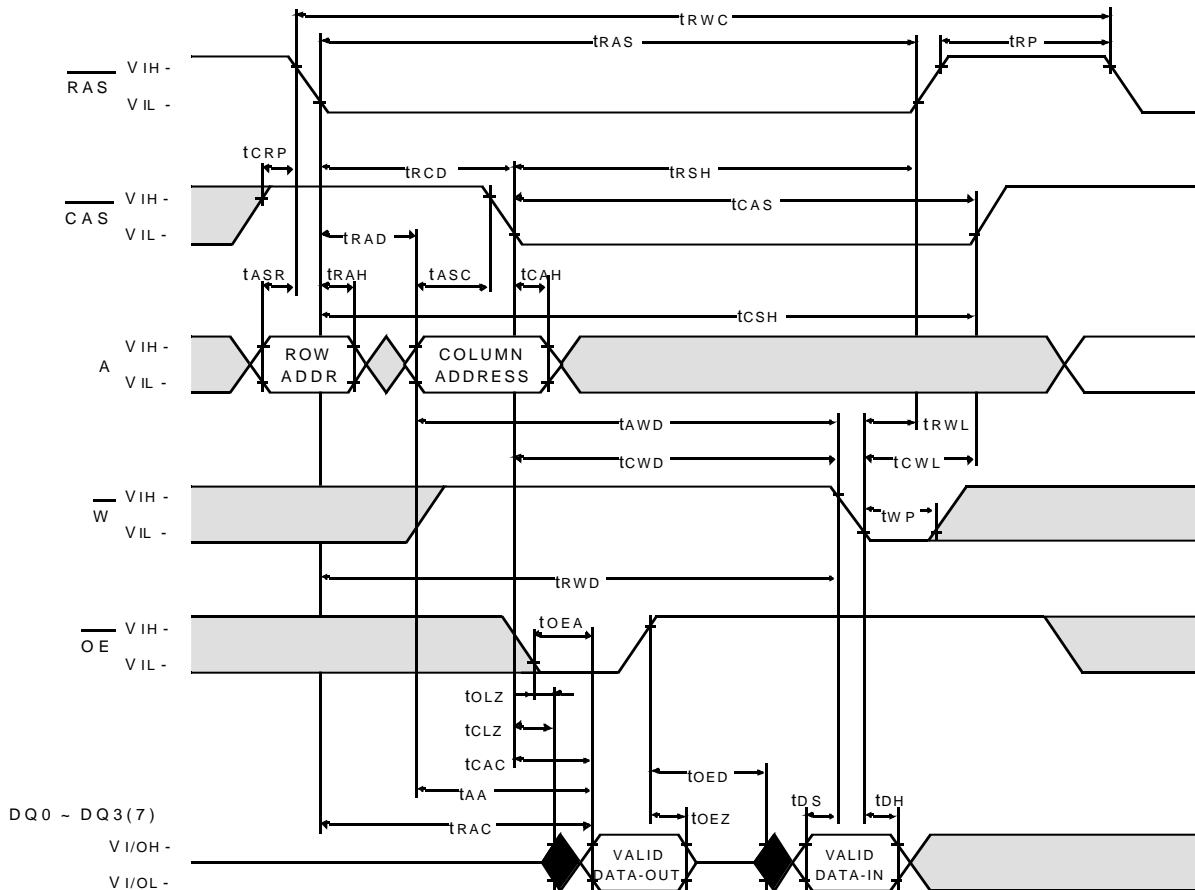 tRWC
tRAS
tRP
RAS
VIH -
VIL -
tCRP
tRCD
tRSH
CAS
VIH -
VIL -
tCAS
tRAD
tASR
tRAH
tASC
tCAH
tCSH
A
VIH -
VIL -
ROW
ADDR
COLUMN
ADDRESS
tAWD
tRWL
tCWD
tCWL
W
VIH -
VIL -
tWP
tRWD
OE
VIH -
VIL -
tOEA
tOLZ
tCLZ
tCAC
tOED
tAA
tDS
tDH
DQ0 ~ DQ3(7)
tRAC
tOEZ
VI/OH -
VI/OL -
VALID
DATA-OUT
VALID
DATA-IN